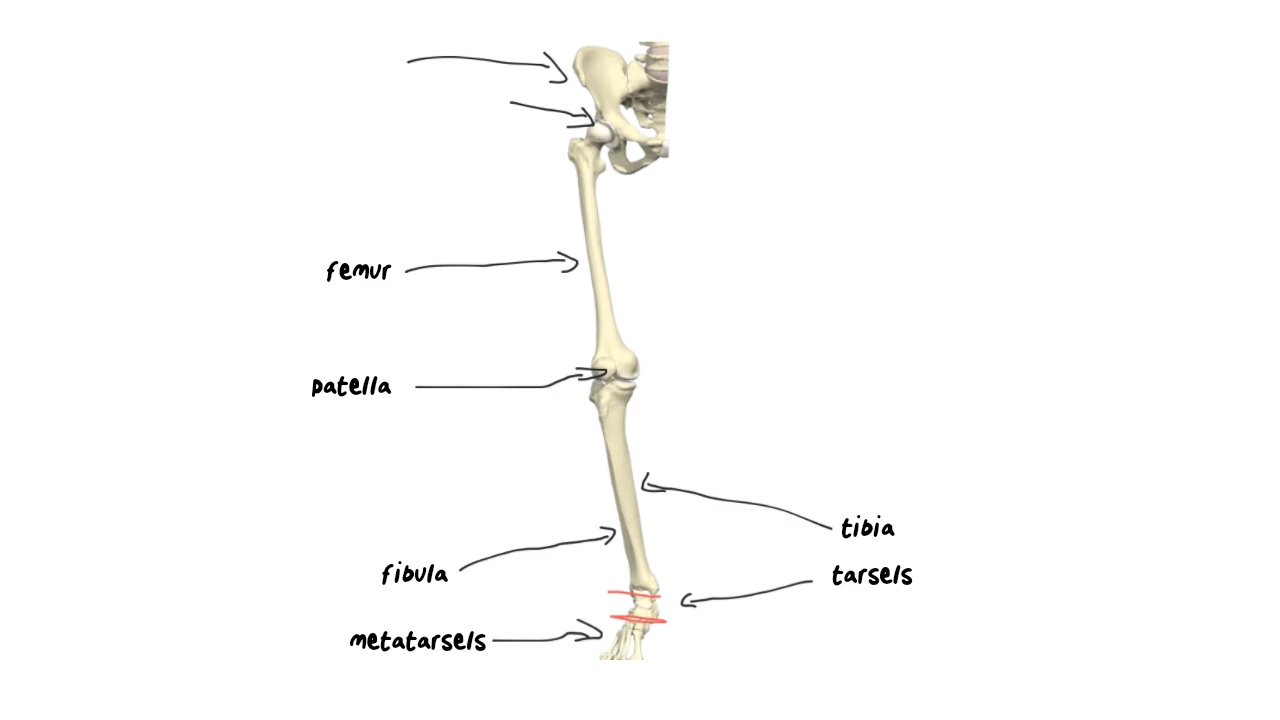 femur
patella
tibia
fibula
tarsels
metatarsels